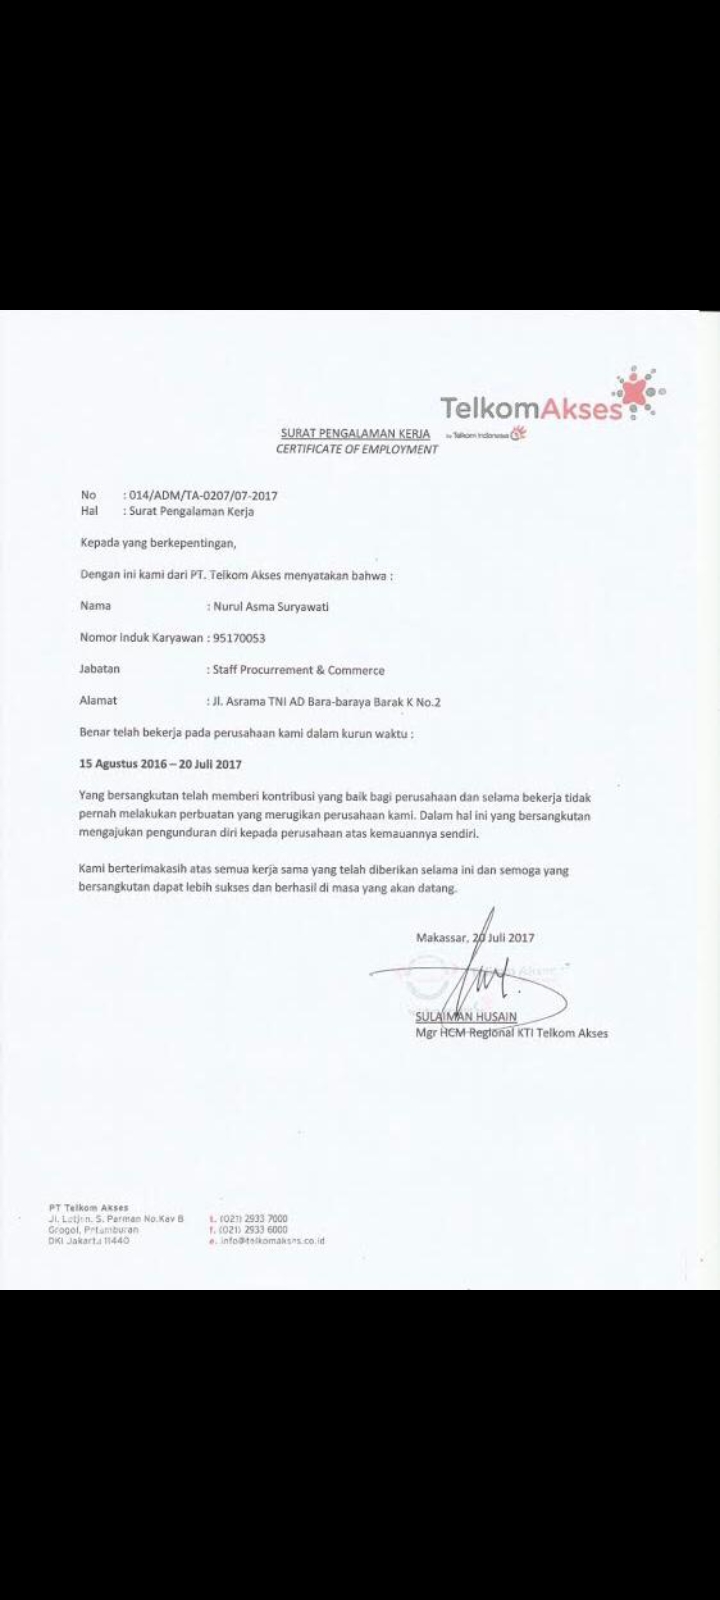 TelkomAkses
by Telkom Indonesia
SURAT PENGALAMAN KERJA
CERTIFICATE OF EMPLOYMENT
No : 014/ADM/TA-0207/07-2017
Hal : Surat Pengalaman Kerja
Kepada yang berkepentingan,
Dengan ini kami dari PT. Telkom Akses menyatakan bahwa :
Nama : Nurul Asma Suryawati
Nomor Induk Karyawan : 95170053
Jabatan : Staff Procurrement & Commerce
Alamat : Jl. Asrama TNI AD Bara-baraya Barak K No.2
Benar telah bekerja pada perusahaan kami dalam kurun waktu :
15 Agustus 2016 – 20 Juli 2017
Yang bersangkutan telah memberi kontribusi yang baik bagi perusahaan dan selama bekerja tidak
pernah melakukan perbuatan yang merugikan perusahaan kami. Dalam hal ini yang bersangkutan
mengajukan pengunduran diri kepada perusahaan atas kemauannya sendiri.
Kami berterimakasih atas semua kerja sama yang telah diberikan selama ini dan semoga yang
bersangkutan dapat lebih sukses dan berhasil di masa yang akan datang.
Makassar, 20 Juli 2017
SULAIMAN HUSAIN
Mgr HCM Regional KTI Telkom Akses
PT Telkom Akses
Jl. Letjen. S. Parman No.Kav 8
Grogol, Petamburan
DKI Jakarta 11440
t. (021) 2933 7000
f. (021) 2933 6000
e. info@telkomakses.co.id